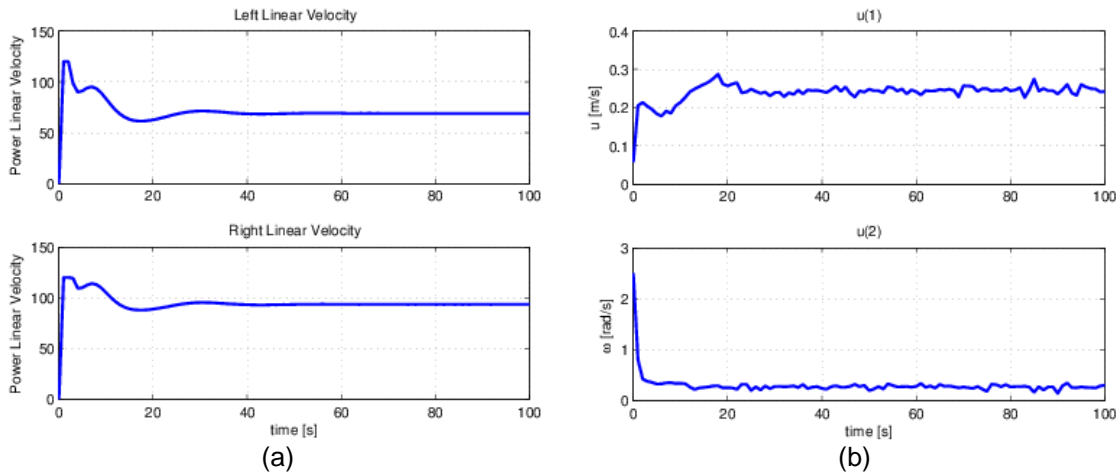 Left Linear Velocity
150
100
50
0
Power Linear Velocity
0 20 40 60 80 100
Right Linear Velocity
150
100
50
0
Power Linear Velocity
0 20 40 60 80 100
time [s]
(a)
u(1)
0.4
0.3
0.2
0.1
0
u [m/s]
0 20 40 60 80 100
u(2)
3
2
1
0
ω [rad/s]
0 20 40 60 80 100
time [s]
(b)